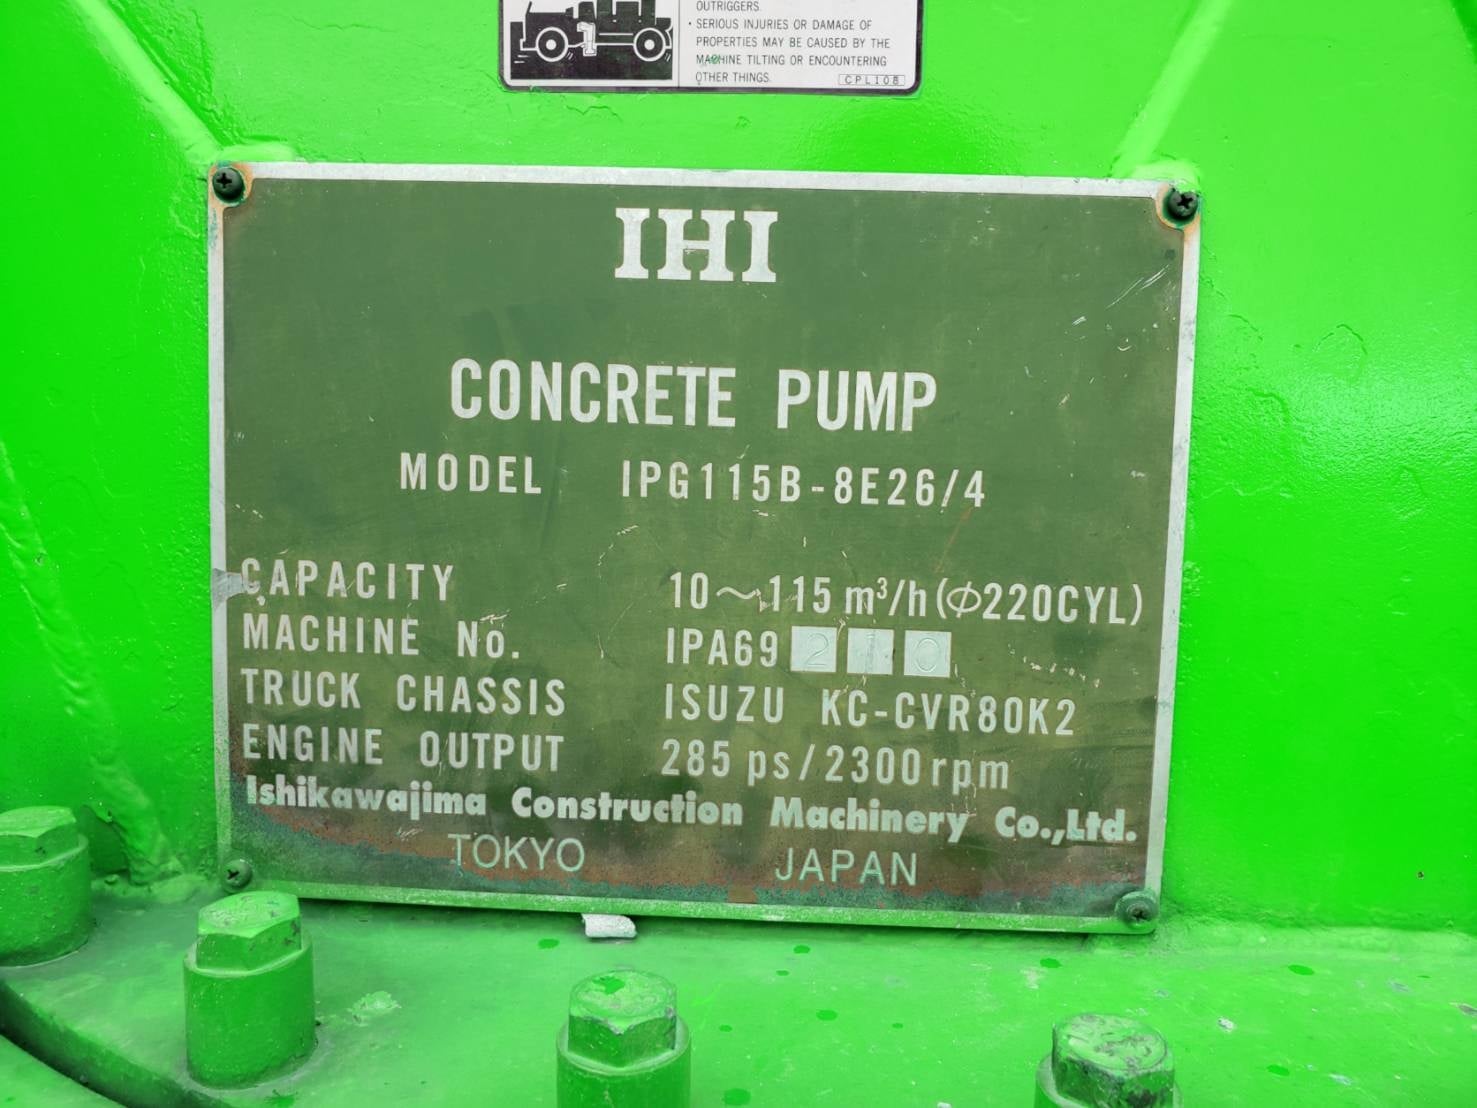 OUTRIGGERS.
· SERIOUS INJURIES OR DAMAGE OF
PROPERTIES MAY BE CAUSED BY THE
MACHINE TILTING OR ENCOUNTERING
OTHER THINGS.
CPL108
IHI
CONCRETE PUMP
MODEL IPG115B-8E26/4
CAPACITY 10～115 m³/h (Φ220CYL)
MACHINE No. IPA69 210
TRUCK CHASSIS ISUZU KC-CVR80K2
ENGINE OUTPUT 285 ps/2300 rpm
Ishikawajima Construction Machinery Co.,Ltd.
TOKYO JAPAN